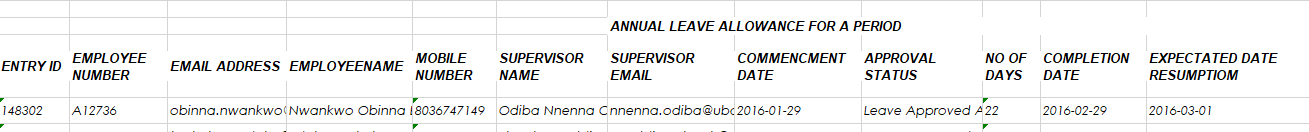 ANNUAL LEAVE ALLOWANCE FOR A PERIOD
ENTRY ID EMPLOYEE NUMBER EMAIL ADDRESS EMPLOYEENAME MOBILE NUMBER SUPERVISOR NAME SUPERVISOR EMAIL COMMENCMENT DATE APPROVAL STATUS NO OF DAYS COMPLETION DATE EXPECTATED DATE RESUMPTIOM
148302 A12736 obinna.nwankwo Nwankwo Obinna 8036747149 Odiba Nnenna nnenna.odiba@ub 2016-01-29 Leave Approved A 22 2016-02-29 2016-03-01